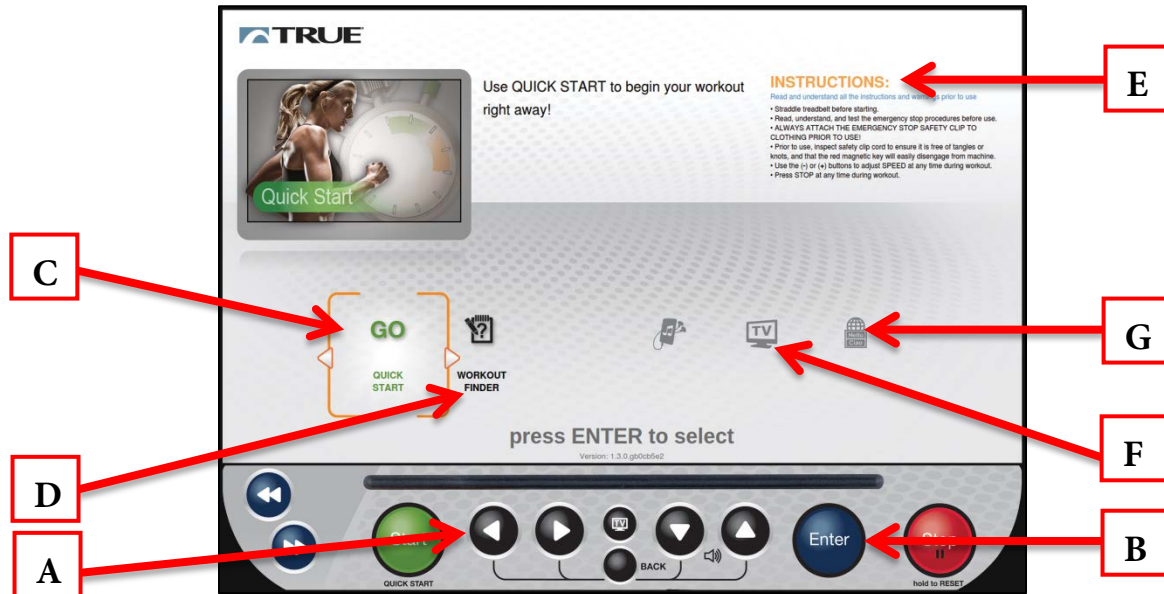 TRUE
Quick Start
Use QUICK START to begin your workout
right away!
INSTRUCTIONS:
Read and understand all the instructions and warnings prior to use
• Straddle treadbelt before starting.
• Read, understand, and test the emergency stop procedures before use.
• ALWAYS ATTACH THE EMERGENCY STOP SAFETY CLIP TO
CLOTHING PRIOR TO USE!
• Prior to use, inspect safety clip cord to ensure it is free of tangles or
knots, and that the red magnetic key will easily disengage from machine.
• Use the (-) or (+) buttons to adjust SPEED at any time during workout.
• Press STOP at any time during workout.
E
C
GO
QUICK
START
?
WORKOUT
FINDER
TV
Hello
Ciao
G
press ENTER to select
Version: 1.3.0.gb0cb5e2
F
D
A
Start
QUICK START
TV
BACK
Enter
Stop
hold to RESET
B